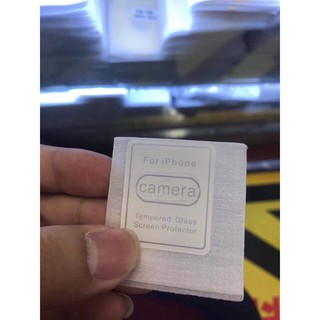 For iPhone
camera
Tempered Glass
Screen Protector